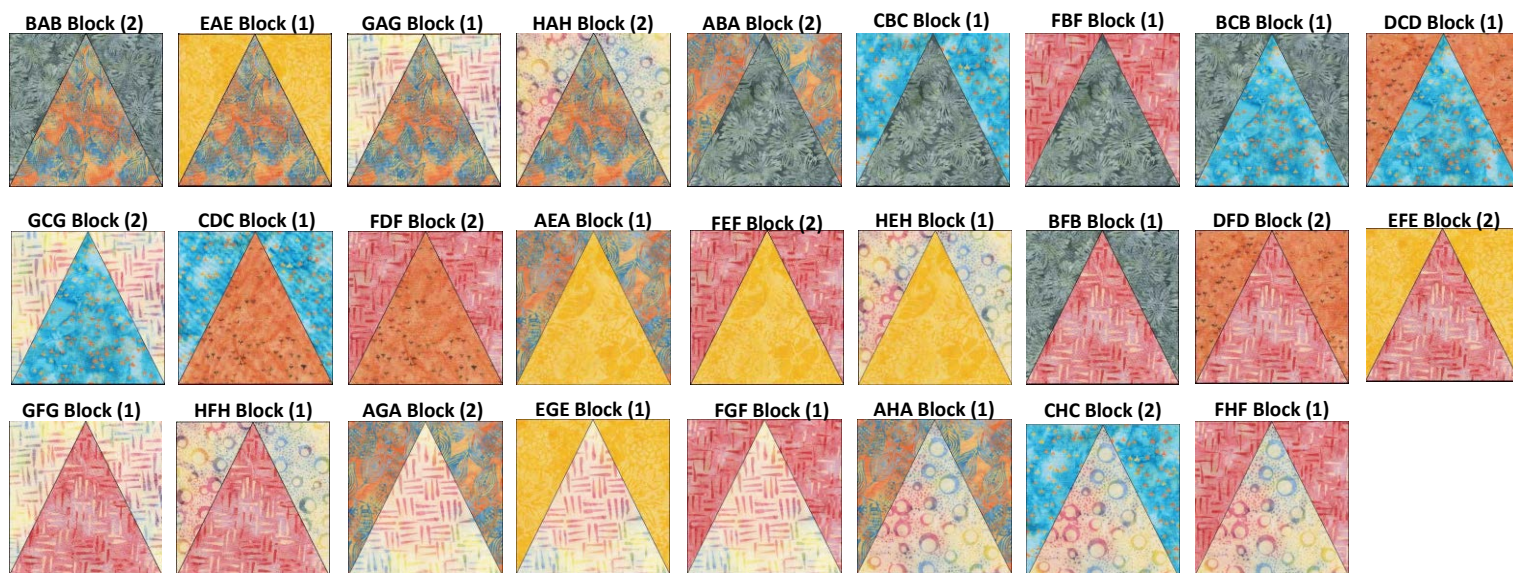 BAB Block (2) EAE Block (1) GAG Block (1) HAH Block (2) ABA Block (2) CBC Block (1) FBF Block (1) BCB Block (1) DCD Block (1)
GCG Block (2) CDC Block (1) FDF Block (2) AEA Block (1) FEF Block (2) HEH Block (1) BFB Block (1) DFD Block (2) EFE Block (2)
GFG Block (1) HFH Block (1) AGA Block (2) EGE Block (1) FGF Block (1) AHA Block (1) CHC Block (2) FHF Block (1)